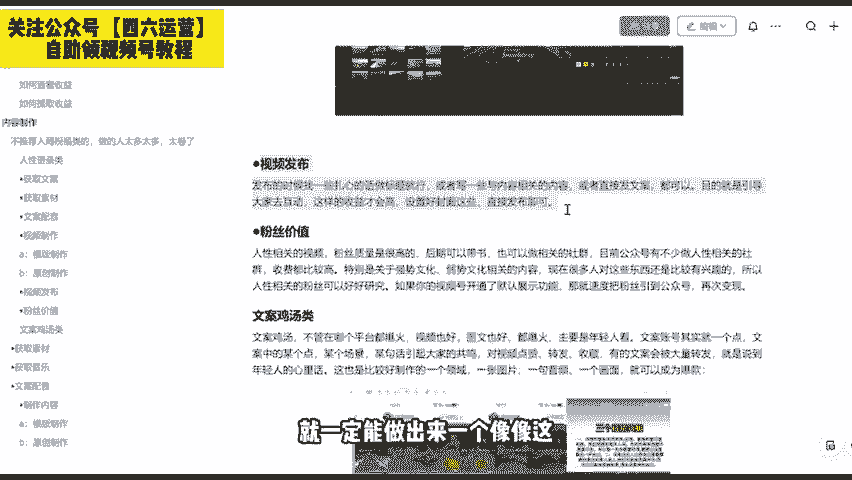 关注公众号【四六运营】
自助领视频号教程
编辑
如何查看收益
如何提取收益
内容制作
不推荐入局影视类的，做的人太多太多，太卷了
人性语录类
•获取文案
•获取素材
•文案配音
•视频制作
a：模版制作
b：原创制作
•视频发布
•粉丝价值
文案鸡汤类
•获取素材
•获取音乐
•文案配音
•制作内容
a：模版制作
b：原创制作
●视频发布
发布的时候找一些扎心的话做标题就行，或者写一些与内容相关的内容，或者直接发文案，都可以。目的就是引导
大家去互动，这样的收益才会高，设置好封面这些，直接发布即可。
●粉丝价值
人性相关的视频，粉丝质量是很高的，后期可以带书，也可以做相关的社群，目前公众号有不少做人性相关的社
群，收费都比较高。特别是关于强势文化、弱势文化相关的内容，现在很多人对这些东西还是比较有兴趣的，所以
人性相关的粉丝可以好好研究。如果你的视频号开通了默认展示功能，那就速度把粉丝引到公众号，再次变现。
文案鸡汤类
文案鸡汤，不管在哪个平台都很火，视频也好，图文也好，都很火，主要是年轻人看。文案账号其实就一个点，文
案中的某个点，某个场景，某句话引起大家的共鸣，对视频点赞、转发、收藏，有的文案会被大量转发，就是说到
年轻人的心里话。这也是比较好制作的一个领域，一张图片，一句音频，一个画面，就可以成为爆款：
就一定能做出来一个像像这